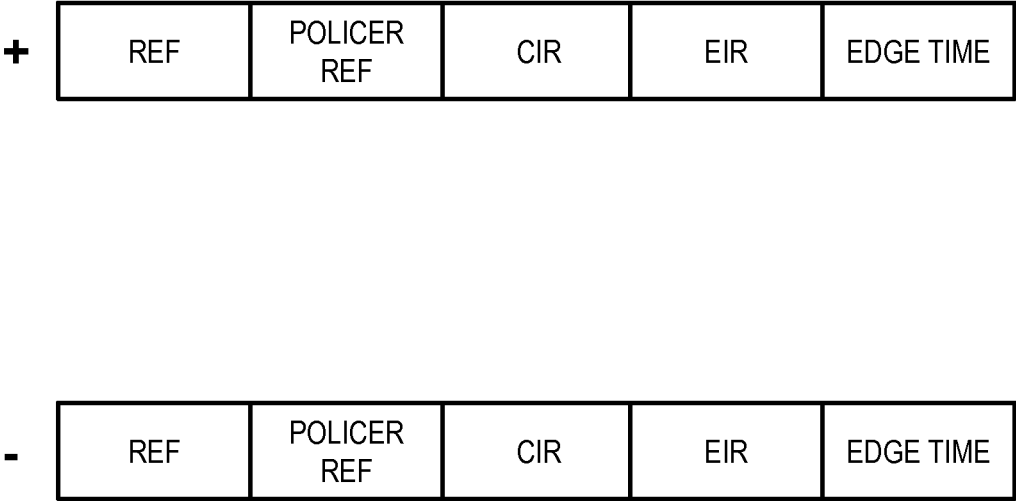 + REF POLICER REF CIR EIR EDGE TIME
- REF POLICER REF CIR EIR EDGE TIME